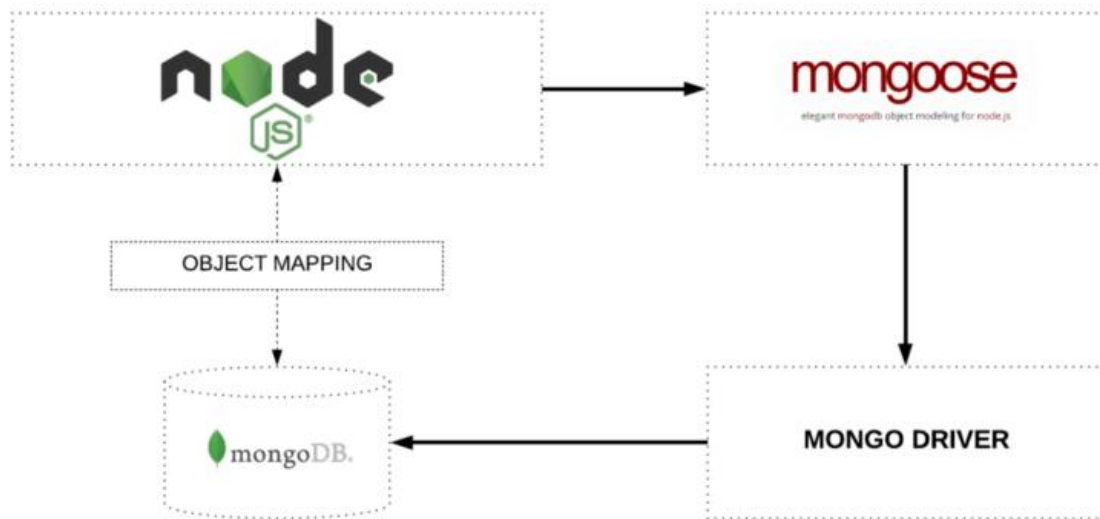 node
JS®
mongoose
elegant mongodb object modeling for node.js
OBJECT MAPPING
mongoDB.
MONGO DRIVER